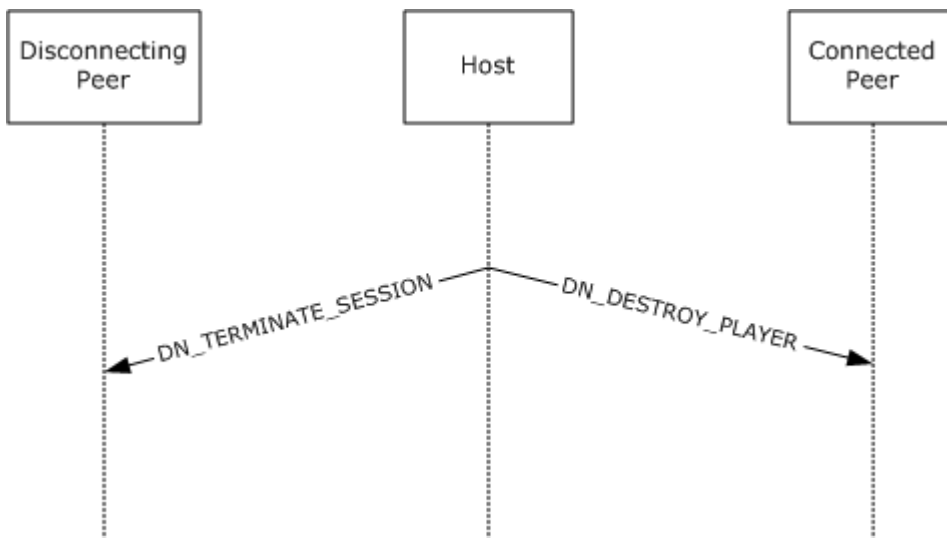 Disconnecting
Peer
Host
Connected
Peer
DN_TERMINATE_SESSION
DN_DESTROY_PLAYER